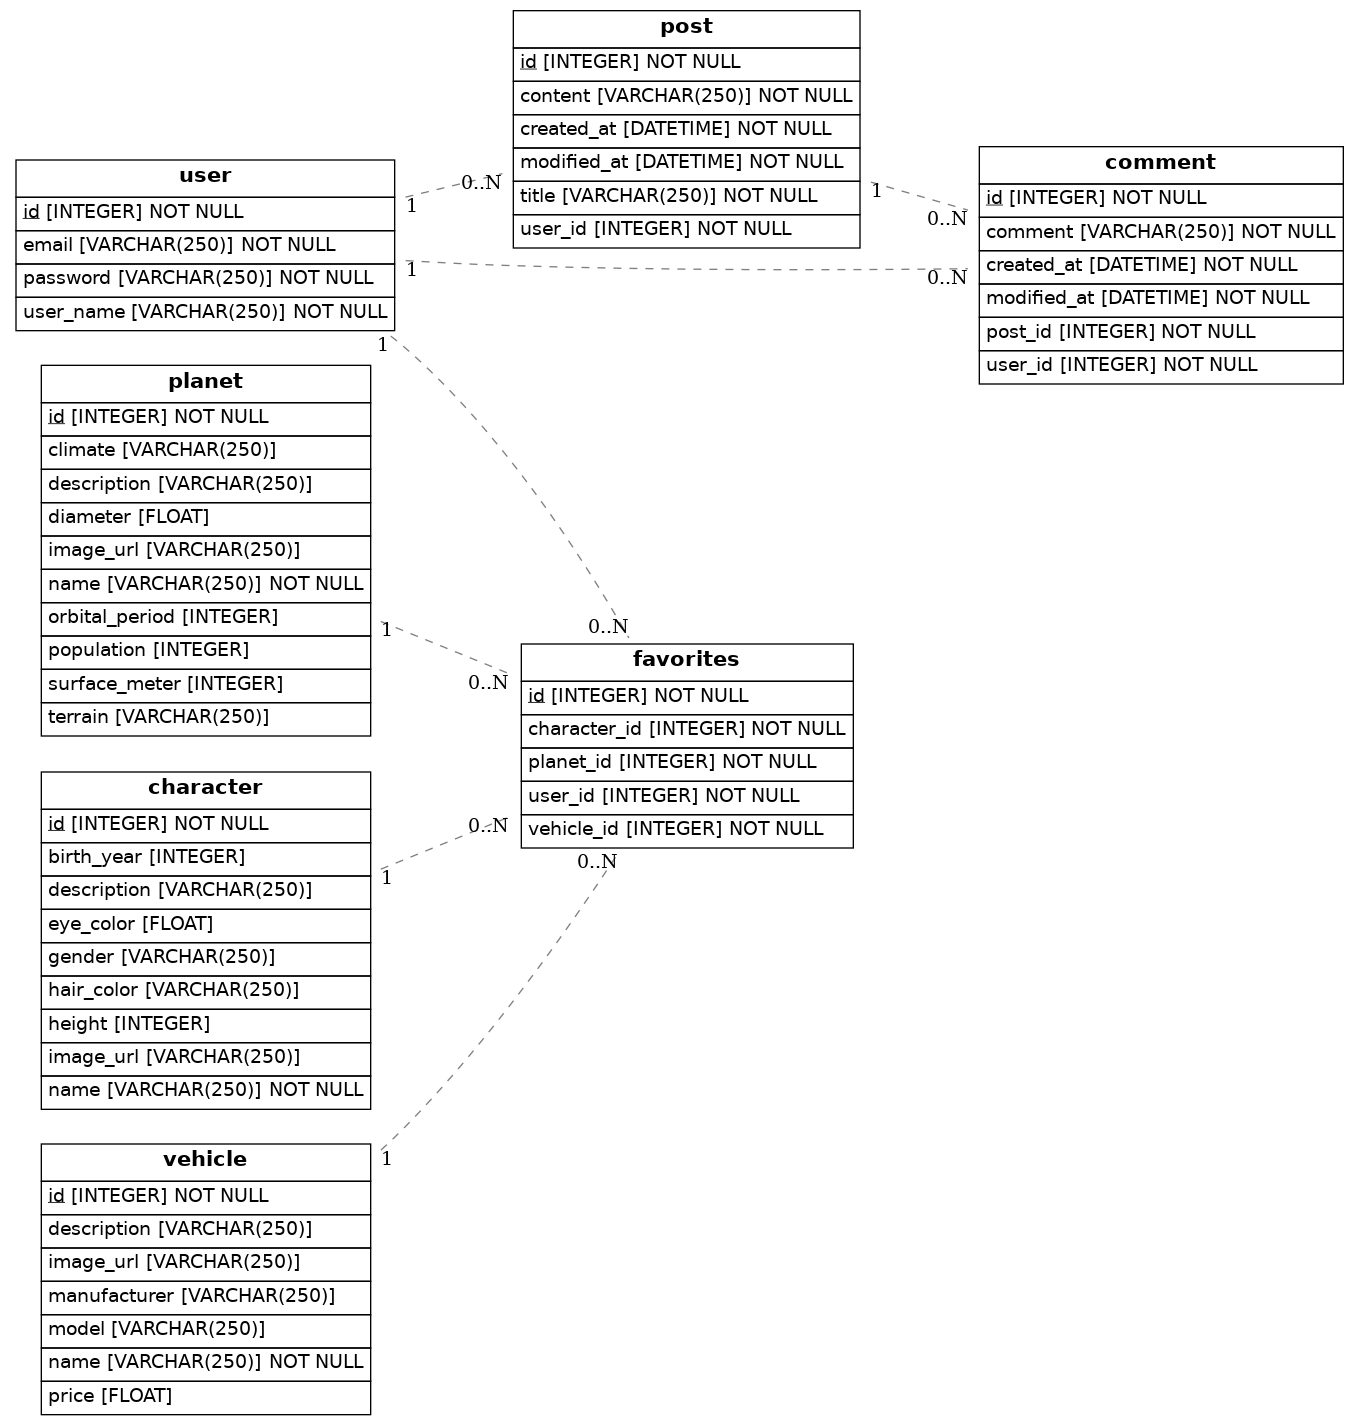 post
id [INTEGER] NOT NULL
content [VARCHAR(250)] NOT NULL
created_at [DATETIME] NOT NULL
modified_at [DATETIME] NOT NULL
title [VARCHAR(250)] NOT NULL
user_id [INTEGER] NOT NULL
user
id [INTEGER] NOT NULL
email [VARCHAR(250)] NOT NULL
password [VARCHAR(250)] NOT NULL
user_name [VARCHAR(250)] NOT NULL
1
0..N
1
0..N
1
0..N
comment
id [INTEGER] NOT NULL
comment [VARCHAR(250)] NOT NULL
created_at [DATETIME] NOT NULL
modified_at [DATETIME] NOT NULL
post_id [INTEGER] NOT NULL
user_id [INTEGER] NOT NULL
1
0..N
planet
id [INTEGER] NOT NULL
climate [VARCHAR(250)]
description [VARCHAR(250)]
diameter [FLOAT]
image_url [VARCHAR(250)]
name [VARCHAR(250)] NOT NULL
orbital_period [INTEGER]
population [INTEGER]
surface_meter [INTEGER]
terrain [VARCHAR(250)]
1
0..N
favorites
id [INTEGER] NOT NULL
character_id [INTEGER] NOT NULL
planet_id [INTEGER] NOT NULL
user_id [INTEGER] NOT NULL
vehicle_id [INTEGER] NOT NULL
character
id [INTEGER] NOT NULL
birth_year [INTEGER]
description [VARCHAR(250)]
eye_color [FLOAT]
gender [VARCHAR(250)]
hair_color [VARCHAR(250)]
height [INTEGER]
image_url [VARCHAR(250)]
name [VARCHAR(250)] NOT NULL
1
0..N
0..N
1
vehicle
id [INTEGER] NOT NULL
description [VARCHAR(250)]
image_url [VARCHAR(250)]
manufacturer [VARCHAR(250)]
model [VARCHAR(250)]
name [VARCHAR(250)] NOT NULL
price [FLOAT]